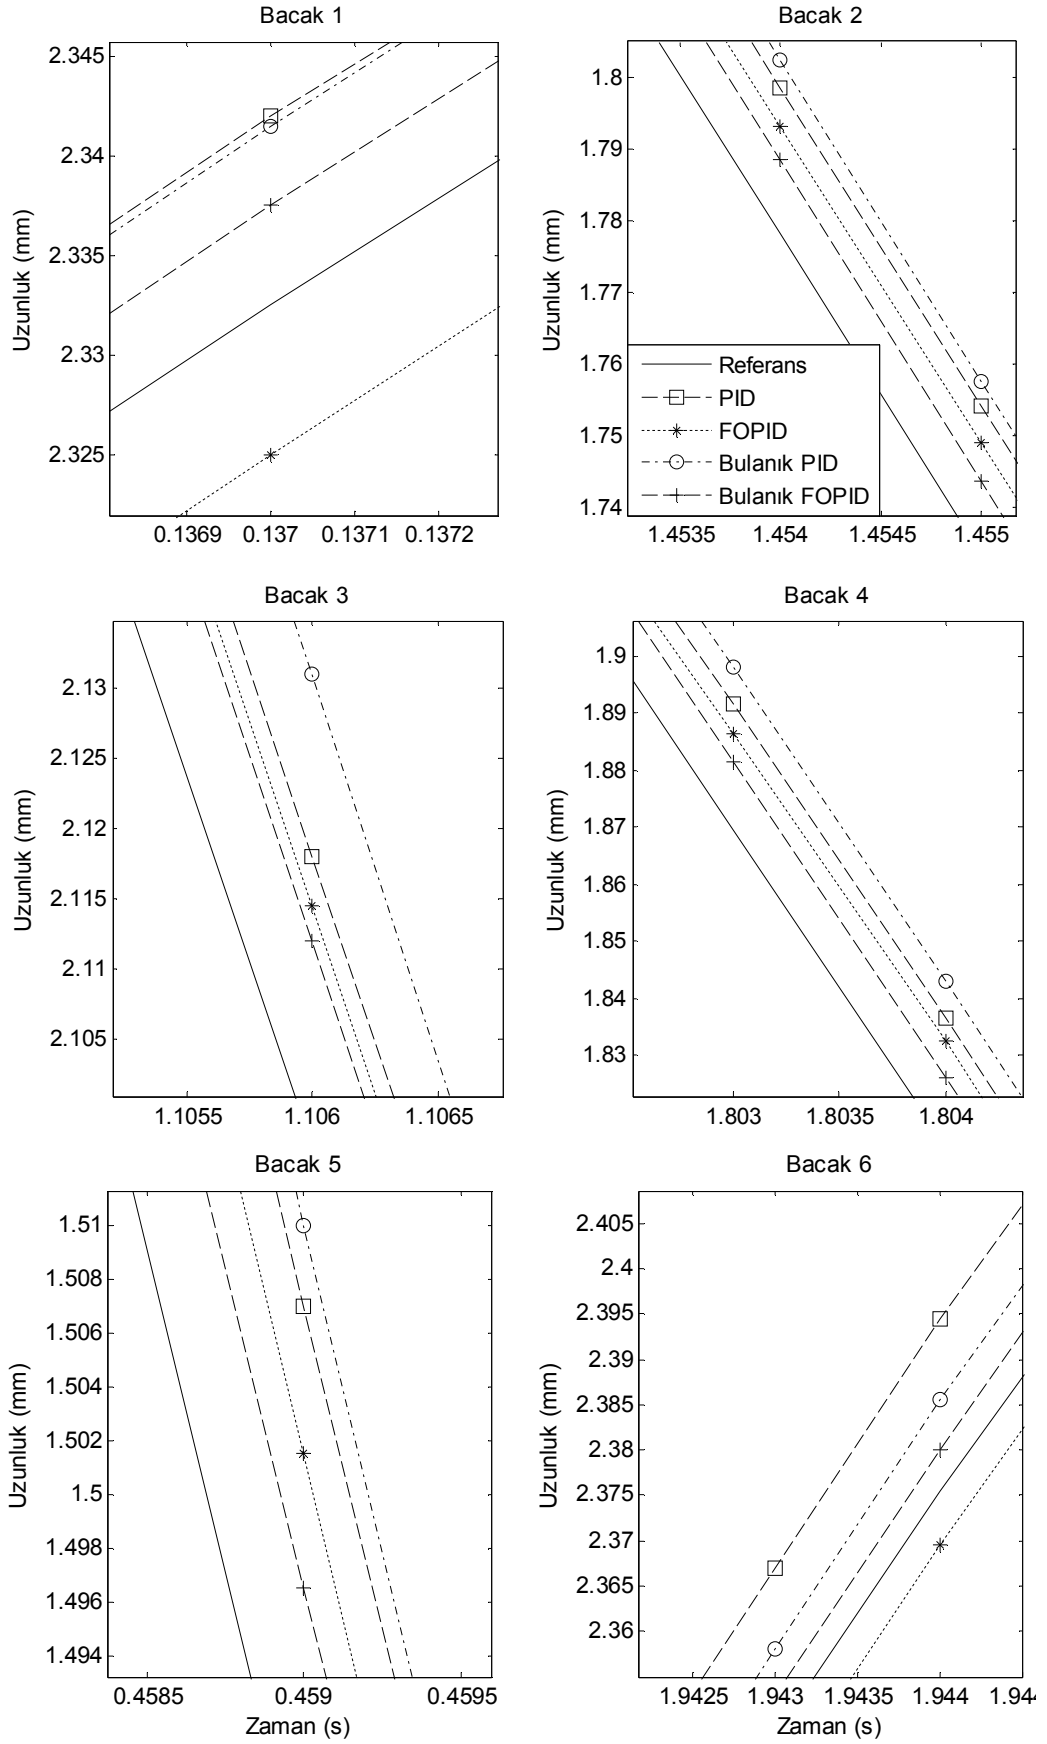 Bacak 1
2.345
2.34
2.335
2.33
2.325
Uzunluk (mm)
0.1369 0.137 0.1371 0.1372
Bacak 2
1.8
1.79
1.78
1.77
1.76
1.75
1.74
Uzunluk (mm)
Referans
PID
FOPID
Bulanık PID
Bulanık FOPID
1.4535 1.454 1.4545 1.455
Bacak 3
2.13
2.125
2.12
2.115
2.11
2.105
Uzunluk (mm)
1.1055 1.106 1.1065
Bacak 4
1.9
1.89
1.88
1.87
1.86
1.85
1.84
1.83
Uzunluk (mm)
1.803 1.8035 1.804
Bacak 5
1.51
1.508
1.506
1.504
1.502
1.5
1.498
1.496
1.494
Uzunluk (mm)
0.4585 0.459 0.4595
Zaman (s)
Bacak 6
2.405
2.4
2.395
2.39
2.385
2.38
2.375
2.37
2.365
2.36
Uzunluk (mm)
1.9425 1.943 1.9435 1.944 1.944
Zaman (s)